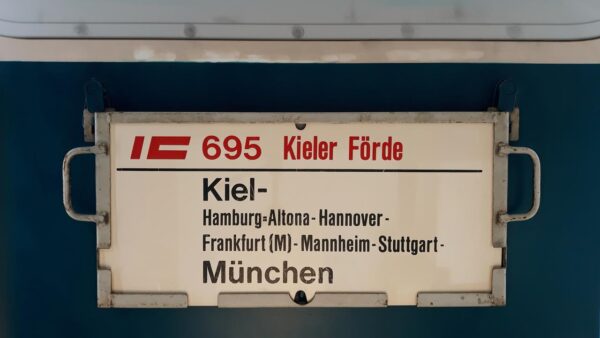 IC 695 Kieler Förde
Kiel-
Hamburg=Altona-Hannover-
Frankfurt(M)-Mannheim-Stuttgart-
München